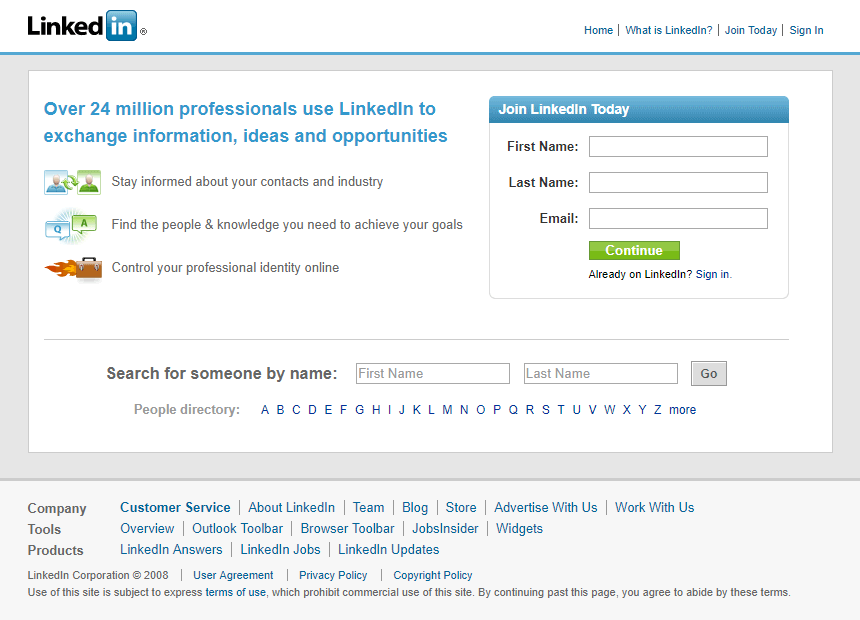 Linked in ®
Home | What is LinkedIn? | Join Today | Sign In
Over 24 million professionals use LinkedIn to
exchange information, ideas and opportunities
Stay informed about your contacts and industry
Q A
Find the people & knowledge you need to achieve your goals
Control your professional identity online
Join LinkedIn Today
First Name:
Last Name:
Email:
Continue
Already on LinkedIn? Sign in.
Search for someone by name: First Name Last Name Go
People directory: A B C D E F G H I J K L M N O P Q R S T U V W X Y Z more
Company Customer Service | About LinkedIn | Team | Blog | Store | Advertise With Us | Work With Us
Tools Overview | Outlook Toolbar | Browser Toolbar | JobsInsider | Widgets
Products LinkedIn Answers | LinkedIn Jobs | LinkedIn Updates
LinkedIn Corporation © 2008 | User Agreement | Privacy Policy | Copyright Policy
Use of this site is subject to express terms of use, which prohibit commercial use of this site. By continuing past this page, you agree to abide by these terms.